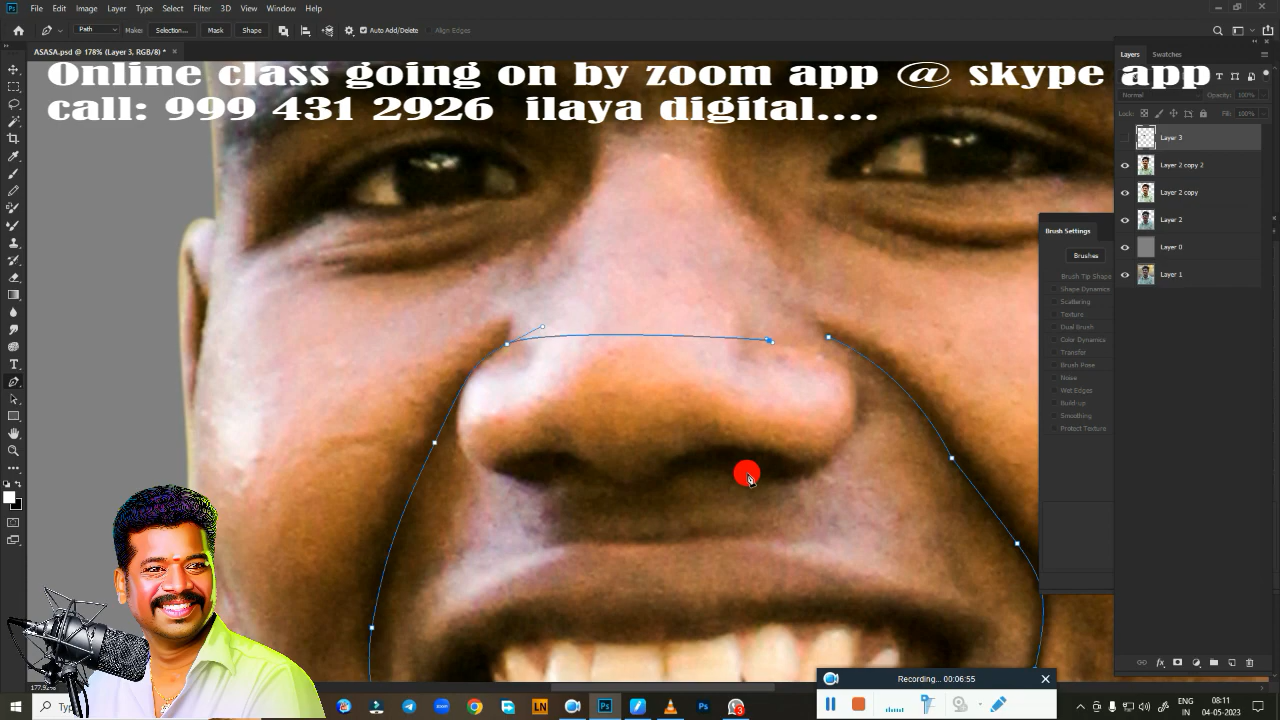 File Edit Image Layer Type Select Filter 3D View Window Help
Path Make: Selection... Mask Shape Auto Add/Delete Align Edges
ASASA.psd @ 178% (Layer 3, RGB/8) *
Online class going on by zoom app @ skype app
call: 999 431 2926 ilaya digital....
Layers Swatches
Normal Opacity: 100%
Lock: Fill: 100%
Layer 3
Layer 2 copy 2
Layer 2 copy
Layer 2
Layer 0
Layer 1
Brush Settings
Brushes
Brush Tip Shape
Shape Dynamics
Scattering
Texture
Dual Brush
Color Dynamics
Transfer
Brush Pose
Noise
Wet Edges
Build-up
Smoothing
Protect Texture
Recording... 00:06:55
ENG
IN
08:11
04-05-2023